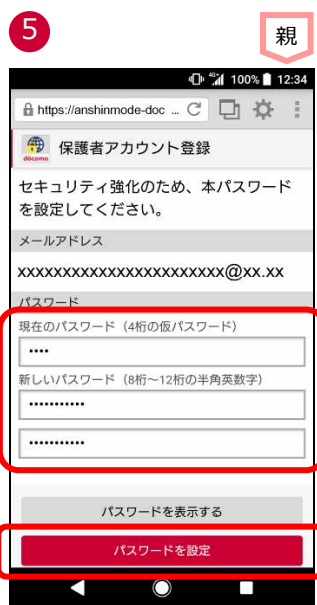 5
親
4G 100% 12:34
https://anshinmode-doc ...
docomo
保護者アカウント登録
セキュリティ強化のため、本パスワード
を設定してください。
メールアドレス
xxxxxxxxxxxxxxxxxxxxxxx@xx.xx
パスワード
現在のパスワード（4桁の仮パスワード）
••••
新しいパスワード（8桁～12桁の半角英数字）
•••••••••••
•••••••••••
パスワードを表示する
パスワードを設定